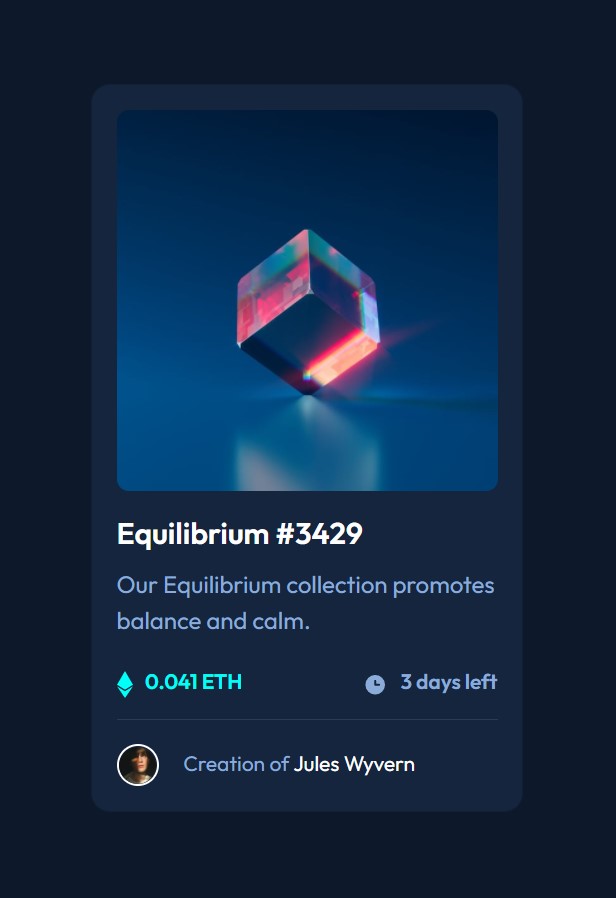 Equilibrium #3429
Our Equilibrium collection promotes
balance and calm.
0.041 ETH
3 days left
Creation of Jules Wyvern